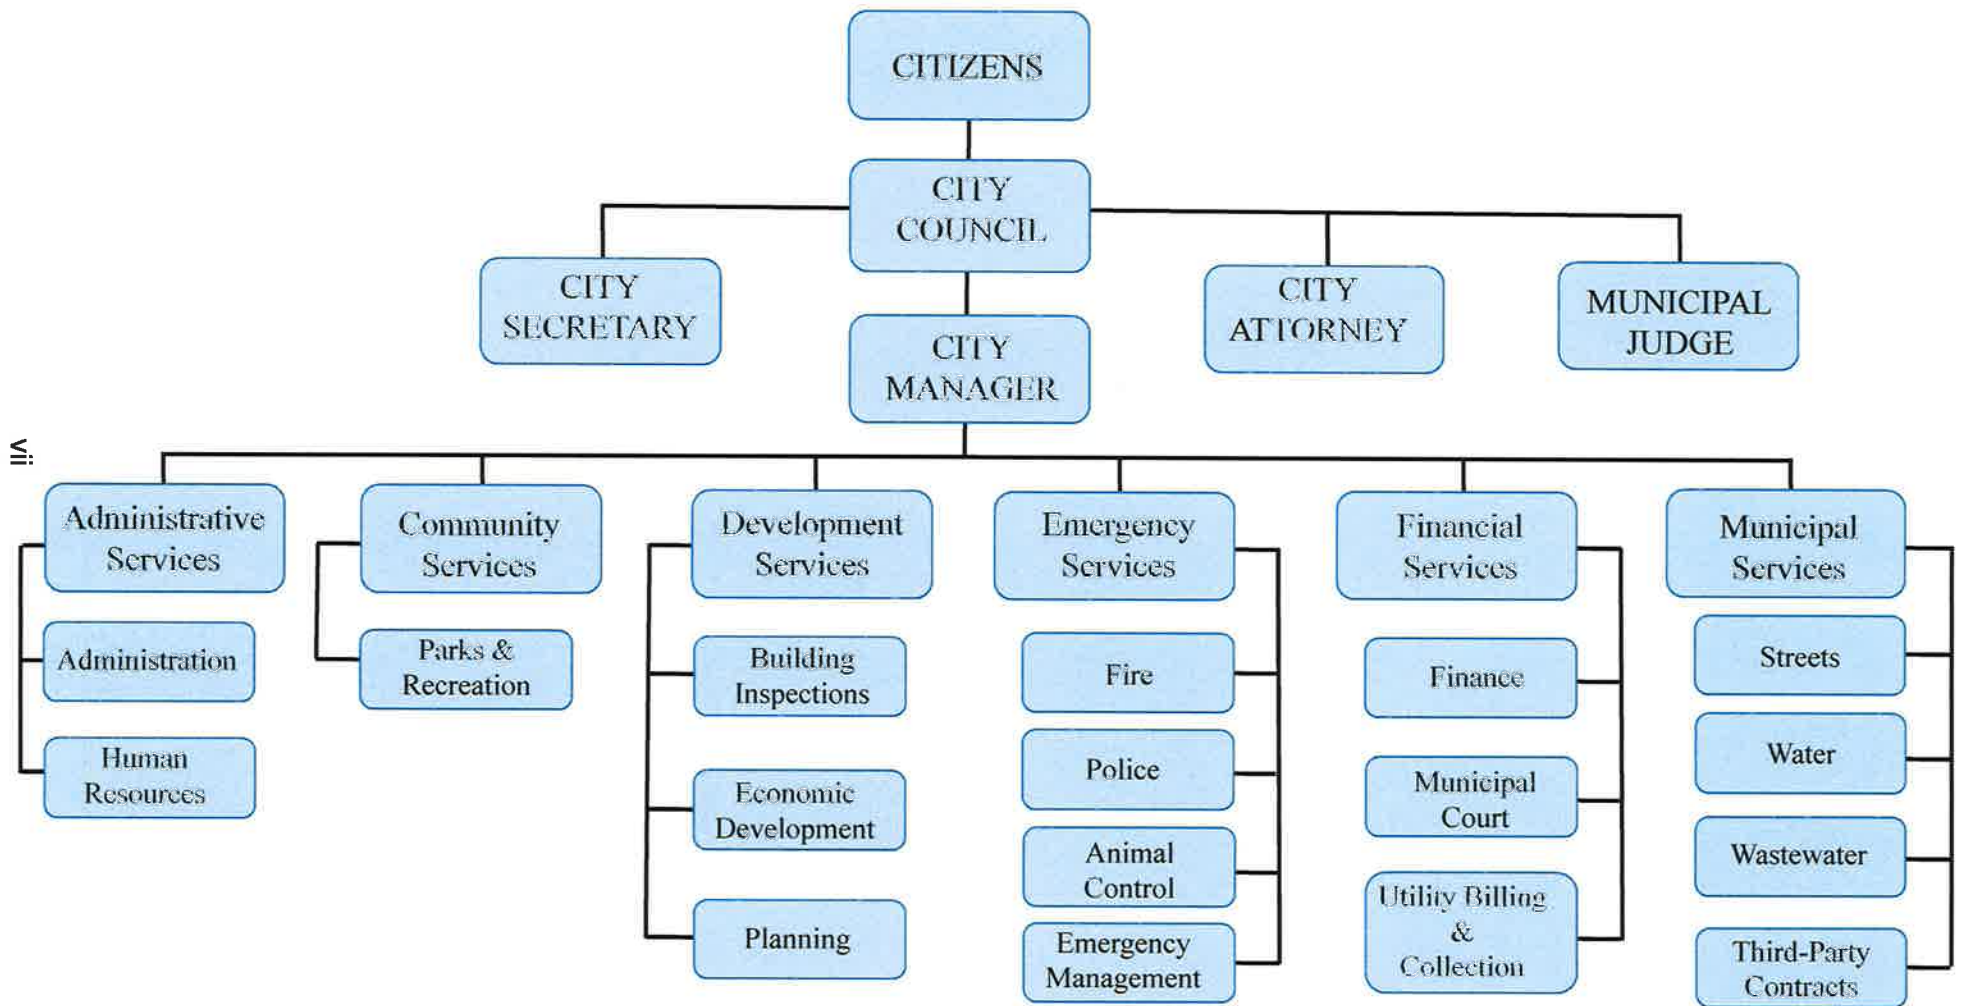 CITIZENS
CITY
COUNCIL
CITY
SECRETARY
CITY
ATTORNEY
MUNICIPAL
JUDGE
CITY
MANAGER
vii
Administrative
Services
Administration
Human
Resources
Community
Services
Parks &
Recreation
Development
Services
Building
Inspections
Economic
Development
Planning
Emergency
Services
Fire
Police
Animal
Control
Emergency
Management
Financial
Services
Finance
Municipal
Court
Utility Billing
&
Collection
Municipal
Services
Streets
Water
Wastewater
Third-Party
Contracts